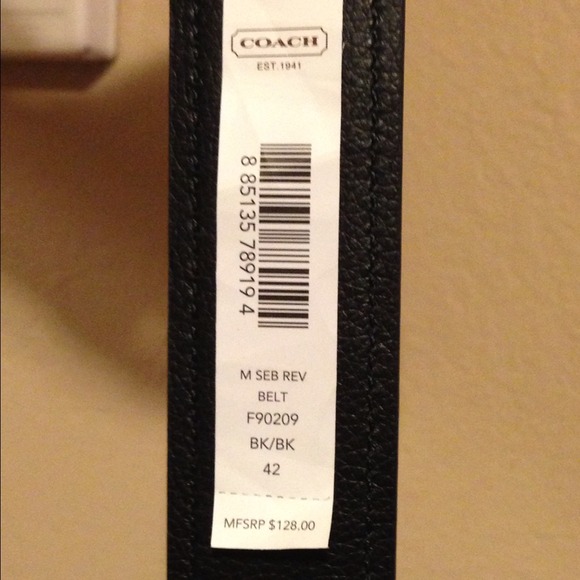 COACH
EST.1941
8 85135 78919 4
M SEB REV
BELT
F90209
BK/BK
42
MFSRP $128.00